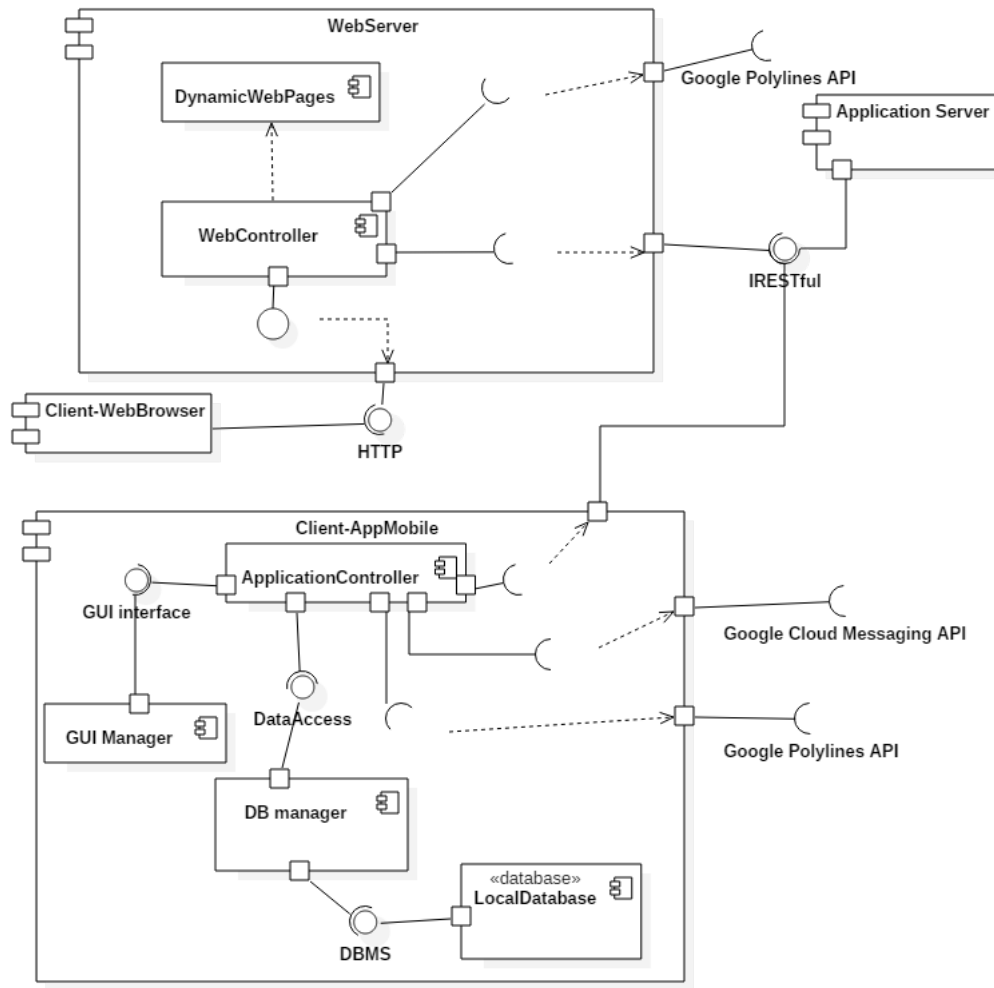 WebServer
Google Polylines API
DynamicWebPages
Application Server
WebController
IRESTful
Client-WebBrowser
HTTP
Client-AppMobile
ApplicationController
GUI interface
Google Cloud Messaging API
DataAccess
GUI Manager
Google Polylines API
DB manager
«database»
LocalDatabase
DBMS